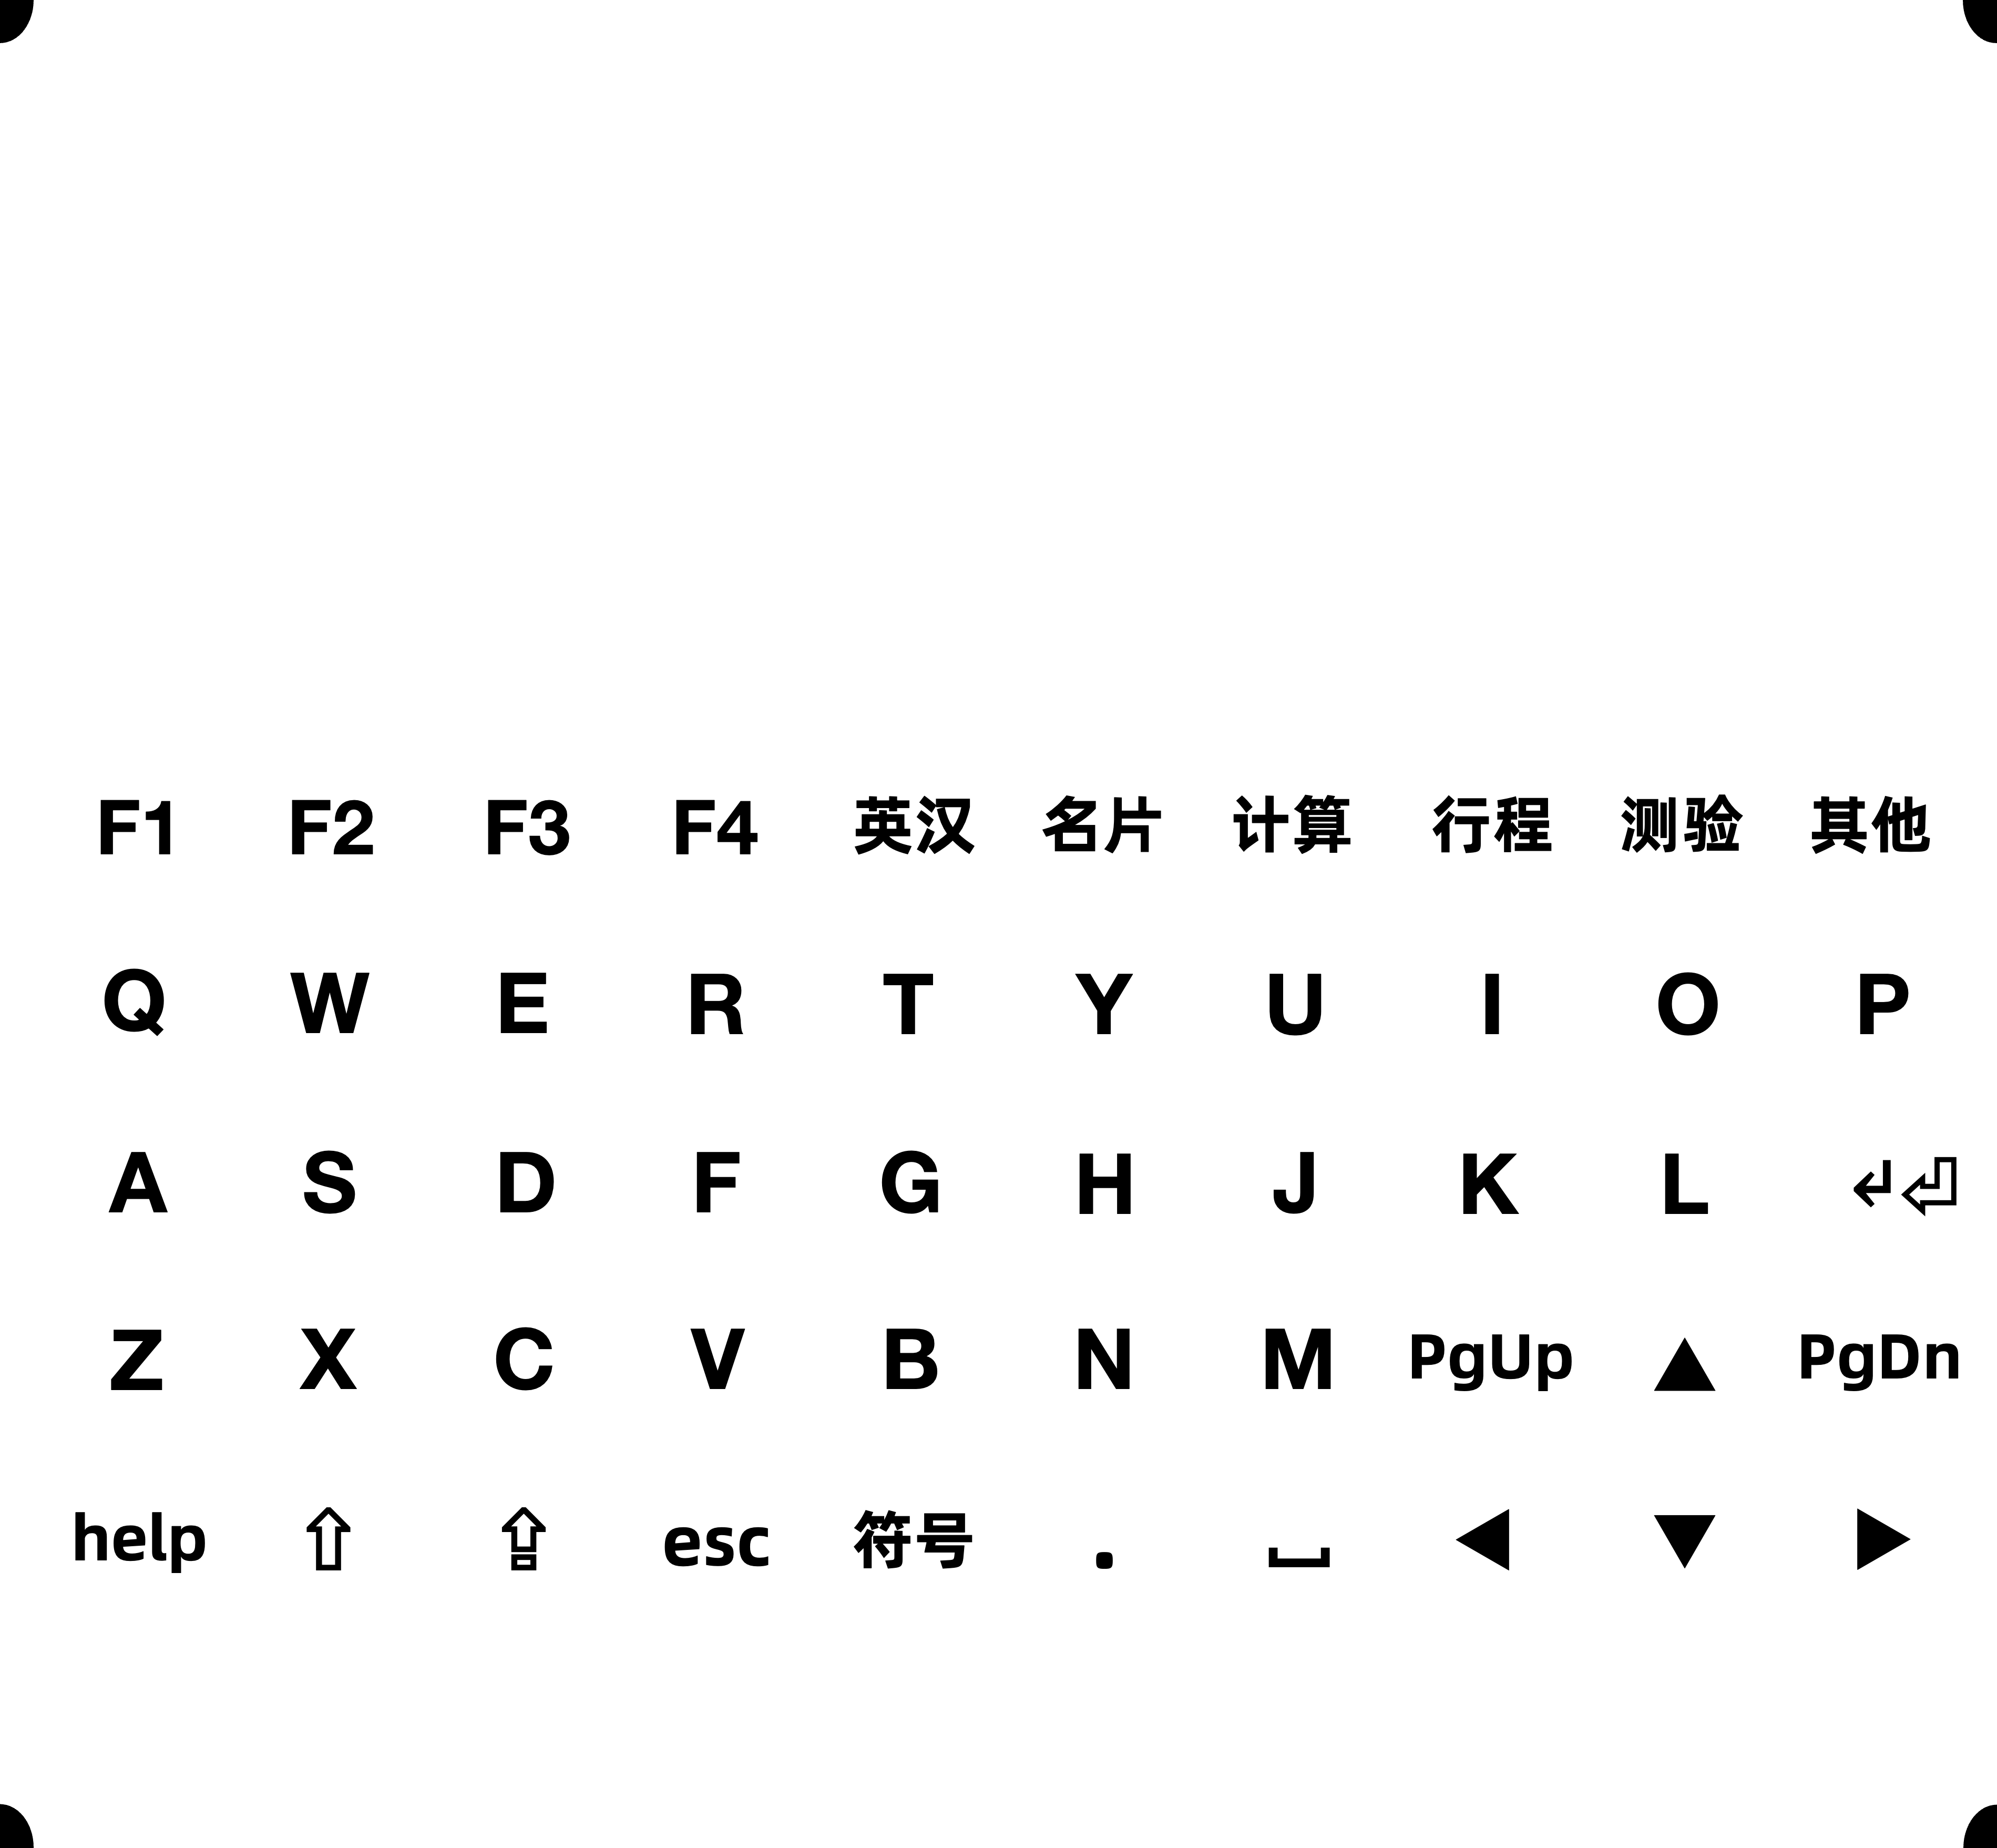 F1 F2 F3 F4 英汉 名片 计算 行程 测验 其他
Q W E R T Y U I O P
A S D F G H J K L ↲⏎
Z X C V B N M PgUp ▲ PgDn
help ⇧ ⇪ esc 符号 . ⎵ ◀ ▼ ▶